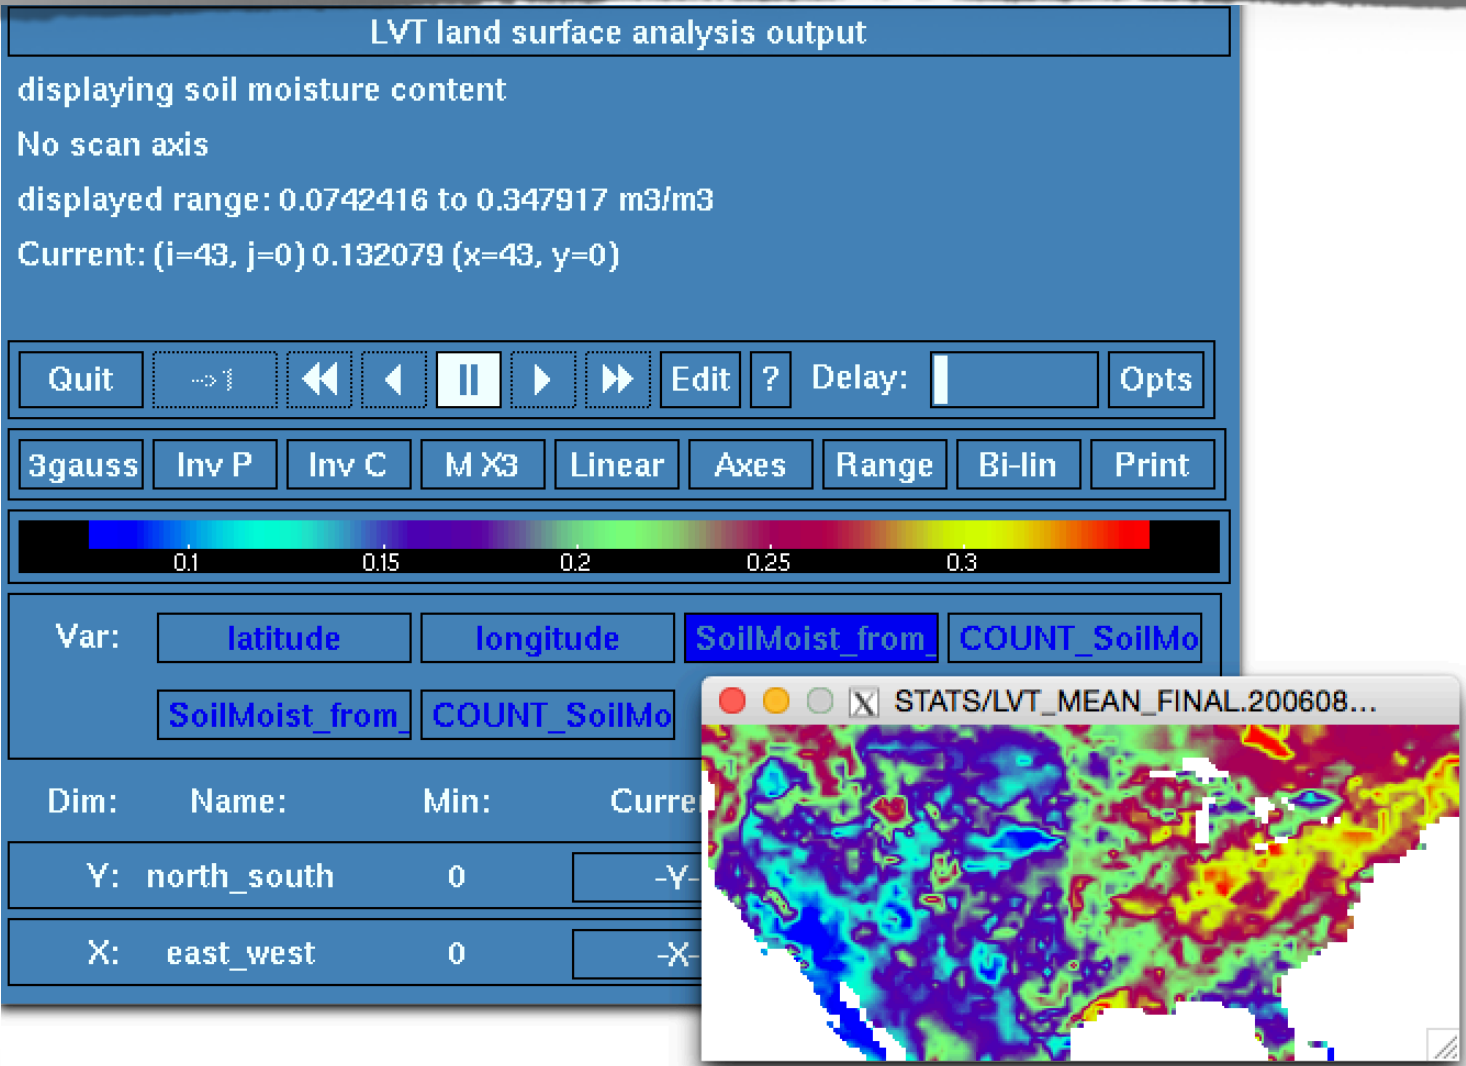 LVT land surface analysis output
displaying soil moisture content
No scan axis
displayed range: 0.0742416 to 0.347917 m3/m3
Current: (i=43, j=0) 0.132079 (x=43, y=0)
Quit Edit ? Delay: Opts
3gauss Inv P Inv C M X3 Linear Axes Range Bi-lin Print
0.1 0.15 0.2 0.25 0.3
Var: latitude longitude SoilMoist_from_ COUNT_SoilMo
SoilMoist_from_ COUNT_SoilMo
X STATS/LVT_MEAN_FINAL.200608...
Dim: Name: Min: Curre
Y: north_south 0 -Y-
X: east_west 0 -X-